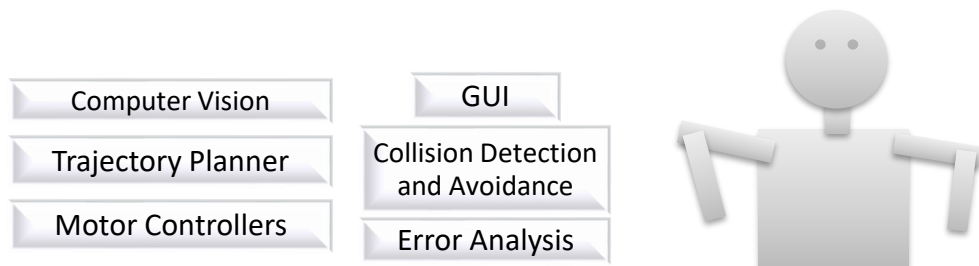 Computer Vision
Trajectory Planner
Motor Controllers
GUI
Collision Detection
and Avoidance
Error Analysis